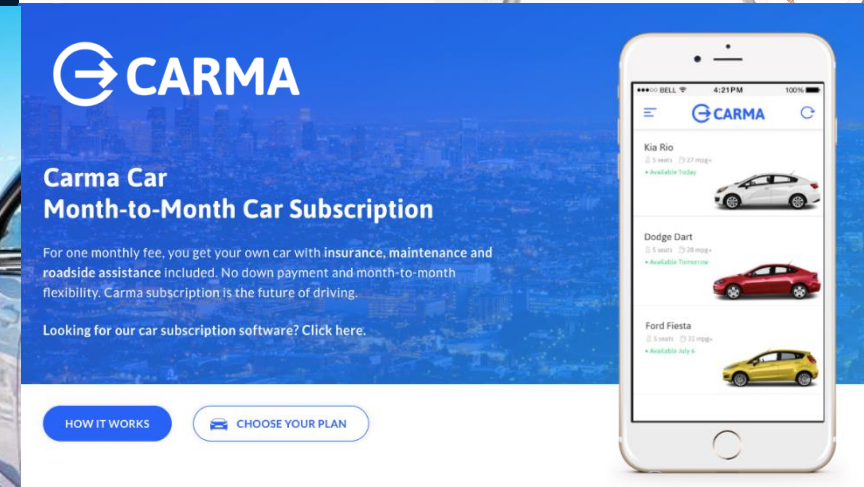 CARMA
Carma Car
Month-to-Month Car Subscription
For one monthly fee, you get your own car with insurance, maintenance and
roadside assistance included. No down payment and month-to-month
flexibility. Carma subscription is the future of driving.
Looking for our car subscription software? Click here.
HOW IT WORKS
CHOOSE YOUR PLAN
BELL 4:21PM 100%
CARMA
Kia Rio
5 seats 27 mpg+
• Available Today
Dodge Dart
5 seats 28 mpg+
• Available Tomorrow
Ford Fiesta
5 seats 31 mpg+
• Available July 6